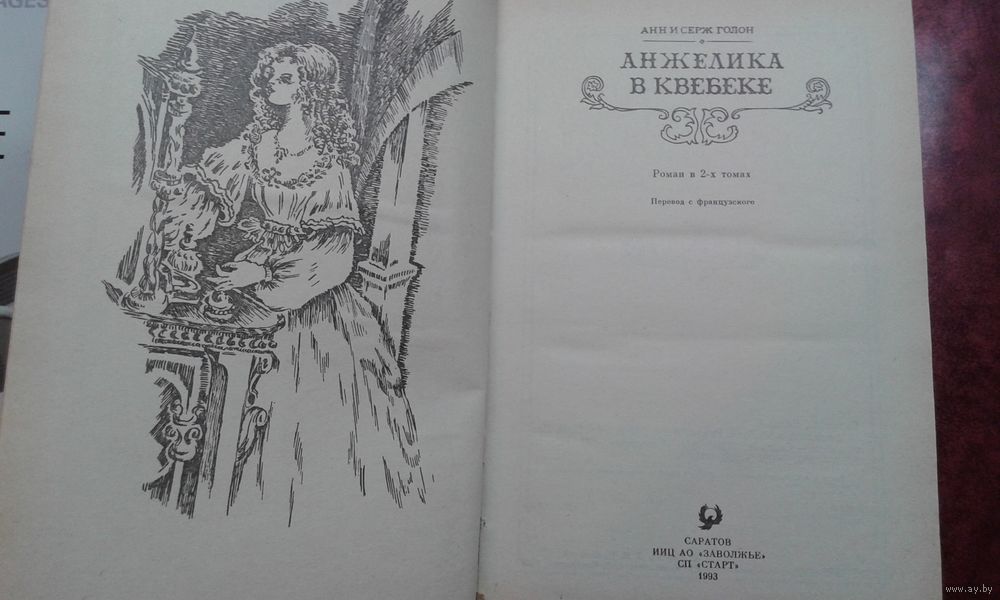 AGES
АНН И СЕРЖ ГОЛОН
АНЖЕЛИКА
В КВЕБЕКЕ
Роман в 2-х томах
Перевод с французского
САРАТОВ
ИИЦ АО «ЗАВОЛЖЬЕ»
СП «СТАРТ»
1993
www.ay.by